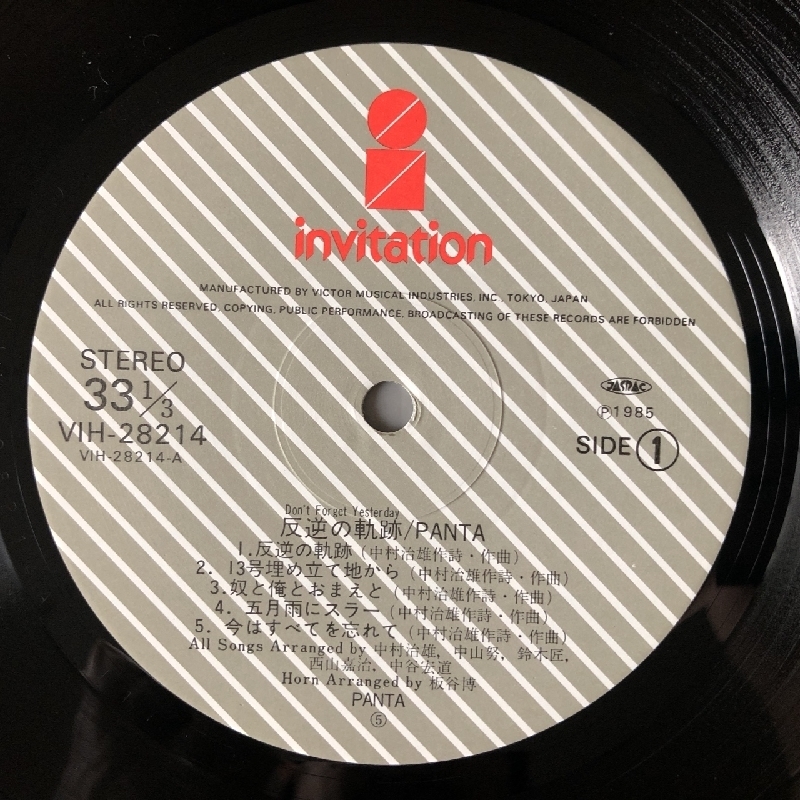 invitation
MANUFACTURED BY VICTOR MUSICAL INDUSTRIES, INC., TOKYO, JAPAN
ALL RIGHTS RESERVED. COPYING. PUBLIC PERFORMANCE. BROADCASTING OF THESE RECORDS ARE FORBIDDEN
STEREO
33 1/3
VIH-28214
VIH-28214-A
JASRAC
Ⓟ1985
SIDE 1
Don't Forget Yesterday
反逆の軌跡/PANTA
1.反逆の軌跡 (中村治雄作詩・作曲)
2. 13号埋め立て地から (中村治雄作詩・作曲)
3.奴と俺とおまえと (中村治雄作詩・作曲)
4. 五月雨にスラー (中村治雄作詩・作曲)
5. 今はすべてを忘れて (中村治雄作詩・作曲)
All Songs Arranged by 中村治雄, 中山努, 鈴木匠,
西山嘉治, 中谷宏道
Horn Arranged by 板谷博
PANTA
⑤